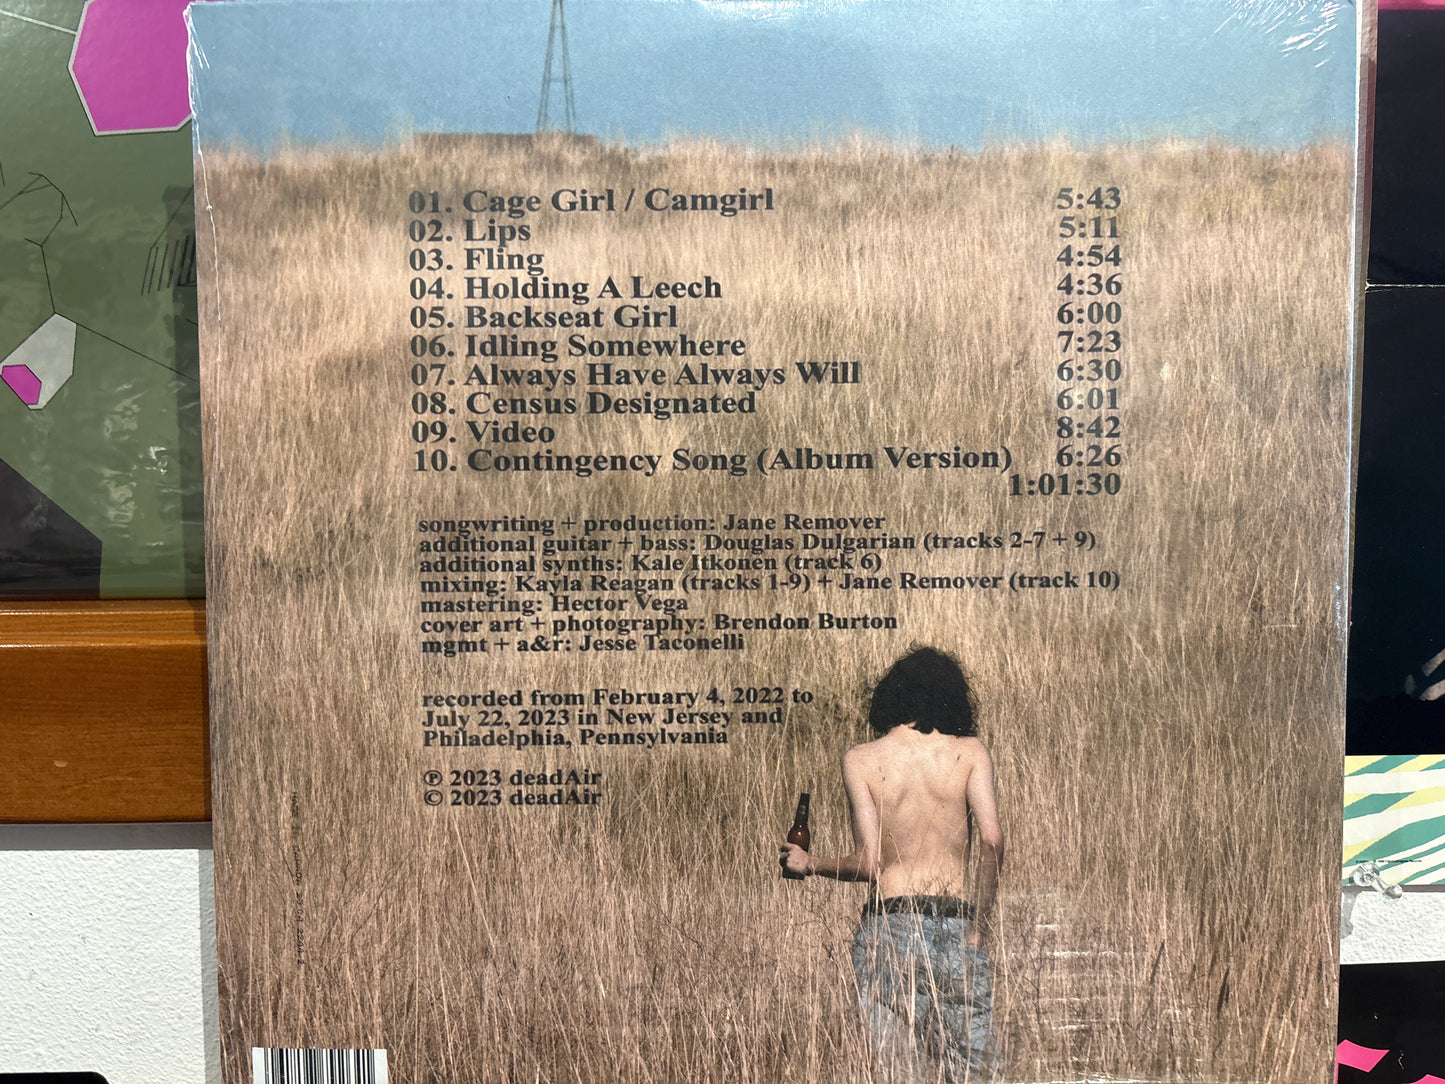 01. Cage Girl / Camgirl 5:43
02. Lips 5:11
03. Fling 4:54
04. Holding A Leech 4:36
05. Backseat Girl 6:00
06. Idling Somewhere 7:23
07. Always Have Always Will 6:30
08. Census Designated 6:01
09. Video 8:42
10. Contingency Song (Album Version) 6:26
1:01:30
songwriting + production: Jane Remover
additional guitar + bass: Douglas Dulgarian (tracks 2-7 + 9)
additional synths: Kale Itkonen (track 6)
mixing: Kayla Reagan (tracks 1-9) + Jane Remover (track 10)
mastering: Hector Vega
cover art + photography: Brendon Burton
mgmt + a&r: Jesse Taconelli
recorded from February 4, 2022 to
July 22, 2023 in New Jersey and
Philadelphia, Pennsylvania
℗ 2023 deadAir
© 2023 deadAir